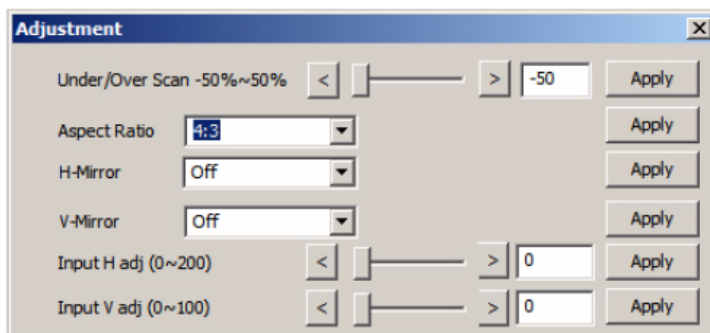 Adjustment
Under/Over Scan -50%~50% < > -50 Apply
Aspect Ratio 4:3 Apply
H-Mirror Off Apply
V-Mirror Off Apply
Input H adj (0~200) < > 0 Apply
Input V adj (0~100) < > 0 Apply